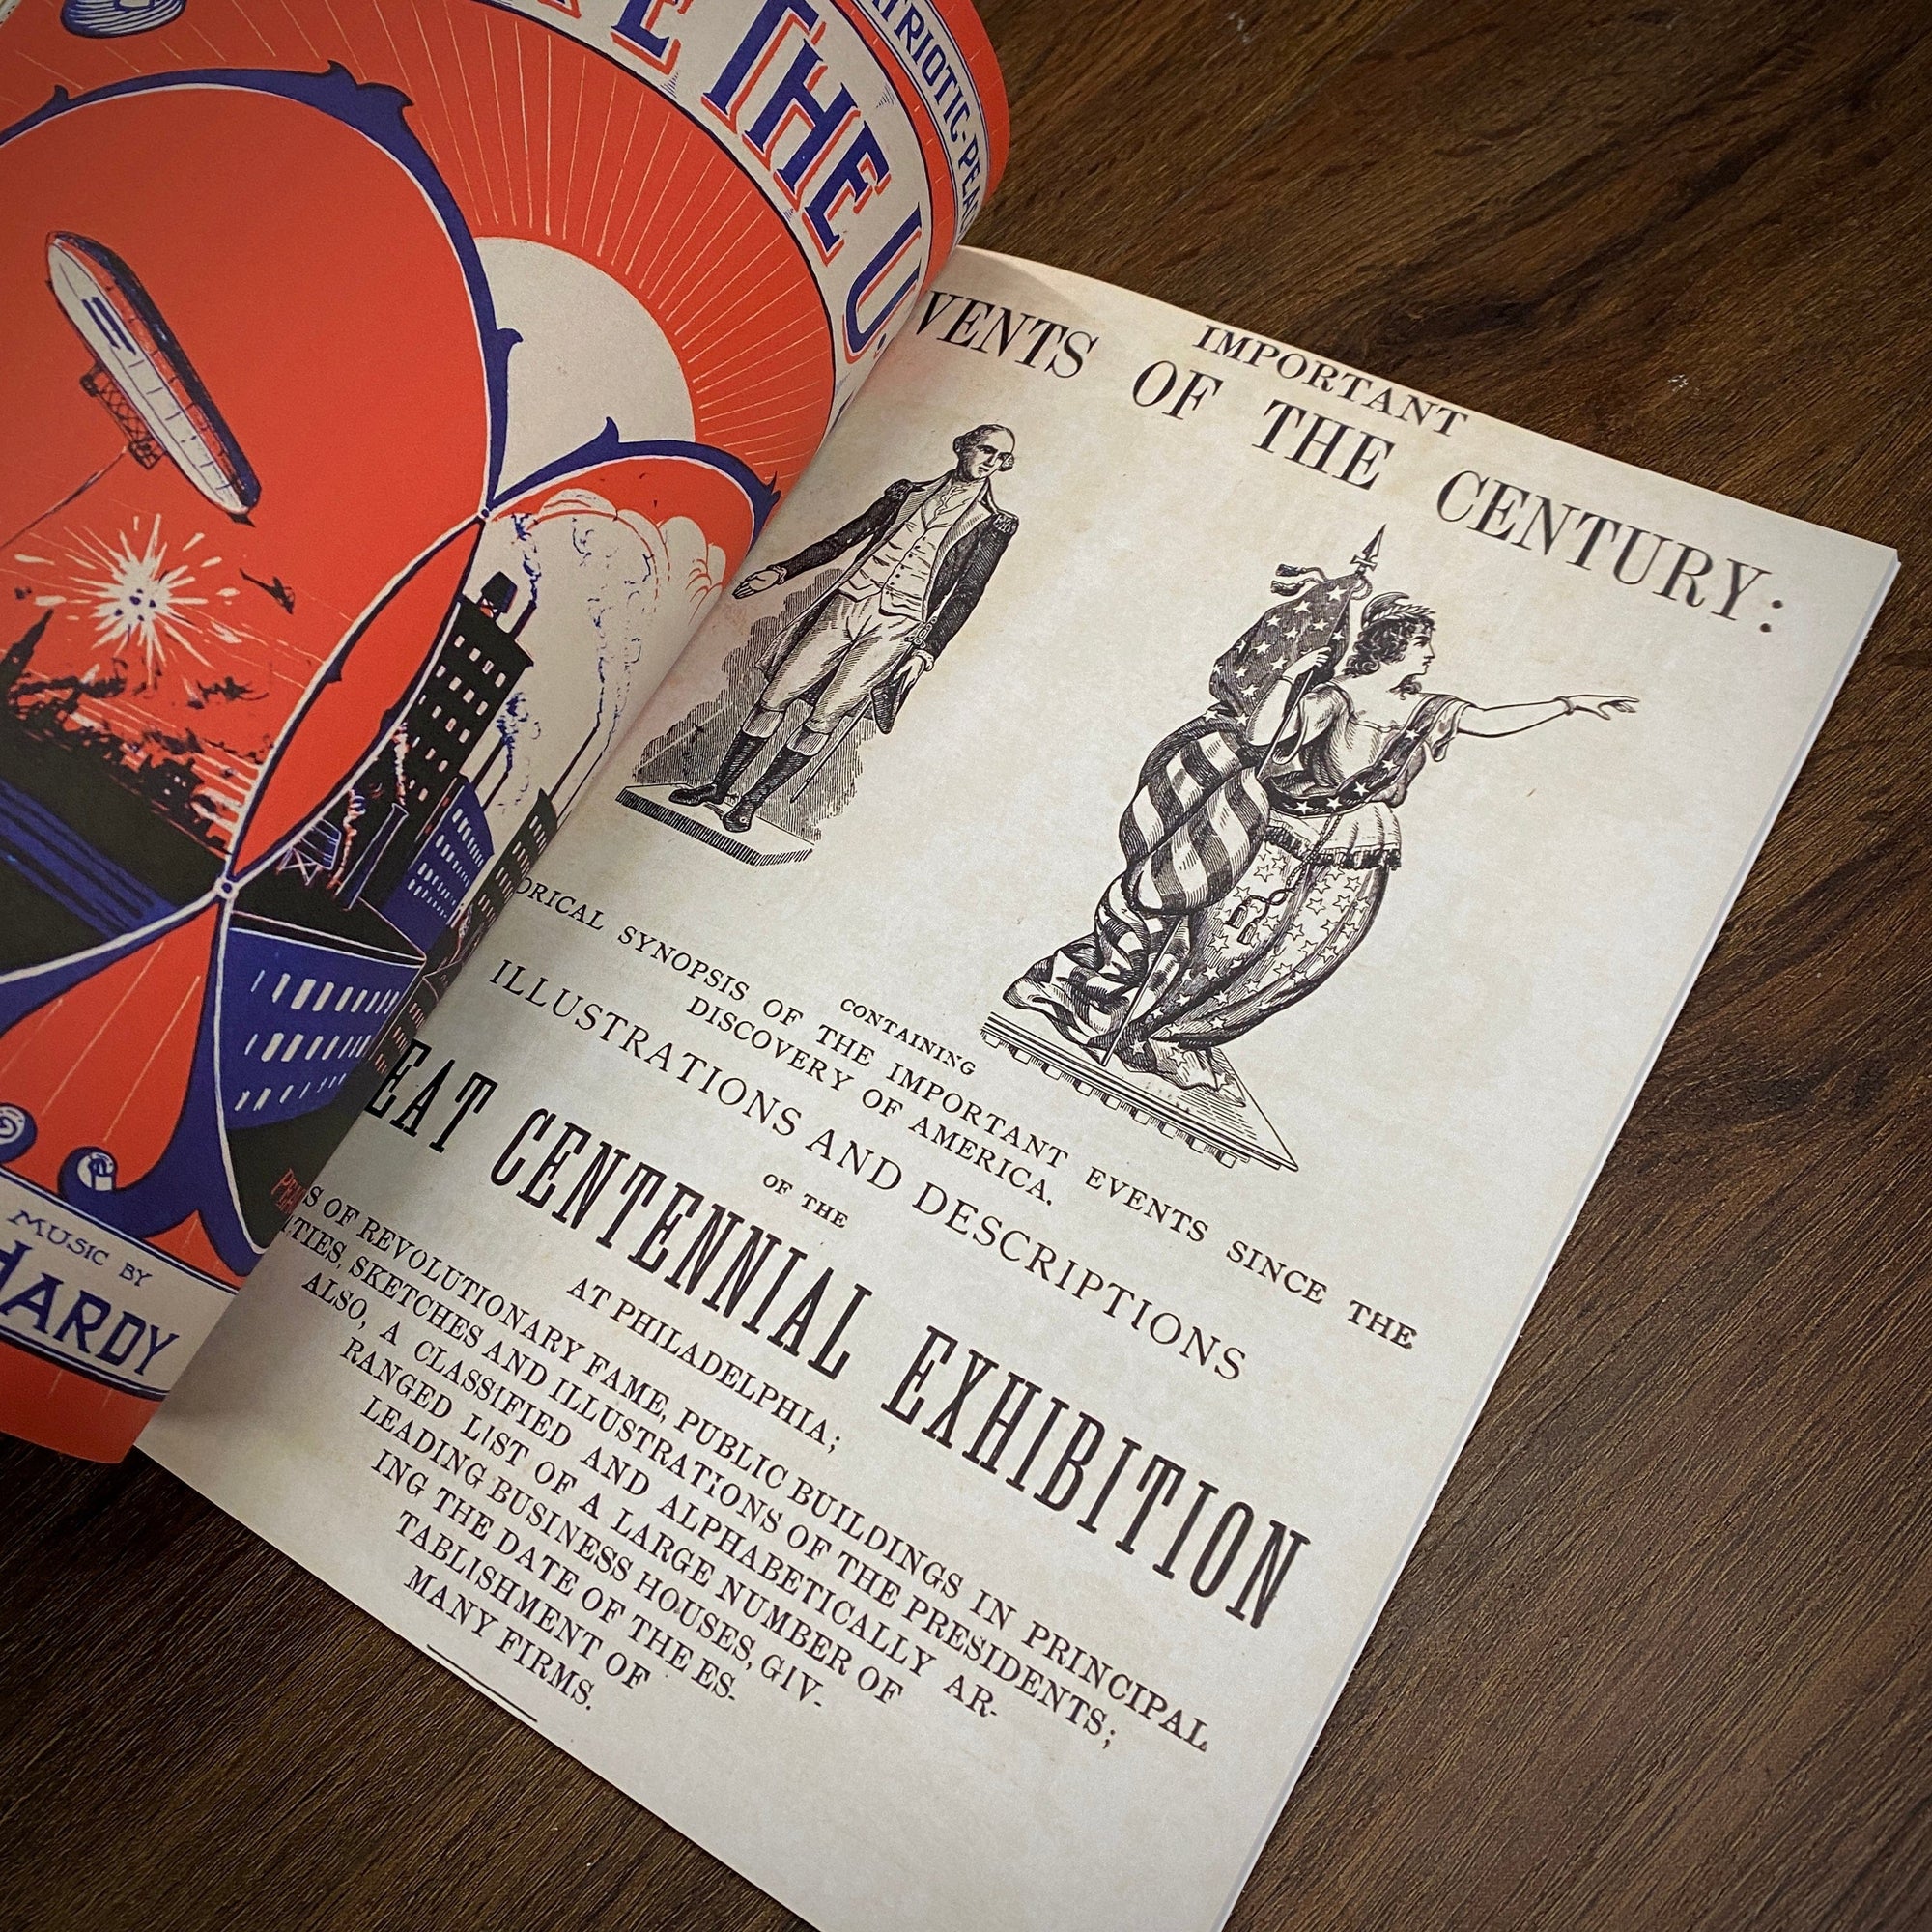 THE U.
MUSIC BY
HARDY
IMPORTANT
VENTS OF THE CENTURY:
CONTAINING
ORICAL SYNOPSIS OF THE IMPORTANT EVENTS SINCE THE
DISCOVERY OF AMERICA.
ILLUSTRATIONS AND DESCRIPTIONS
OF THE
EAT CENTENNIAL EXHIBITION
AT PHILADELPHIA;
S OF REVOLUTIONARY FAME, PUBLIC BUILDINGS IN PRINCIPAL
TIES, SKETCHES AND ILLUSTRATIONS OF THE PRESIDENTS;
ALSO, A CLASSIFIED AND ALPHABETICALLY AR-
RANGED LIST OF A LARGE NUMBER OF
LEADING BUSINESS HOUSES, GIV-
ING THE DATE OF THE ES-
TABLISHMENT OF
MANY FIRMS.